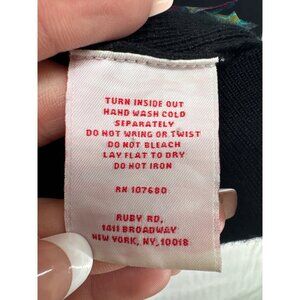 TURN INSIDE OUT
HAND WASH COLD
SEPARATELY
DO NOT WRING OR TWIST
DO NOT BLEACH
LAY FLAT TO DRY
DO NOT IRON
RN 107680
RUBY RD.
1411 BROADWAY
NEW YORK, NY, 10018